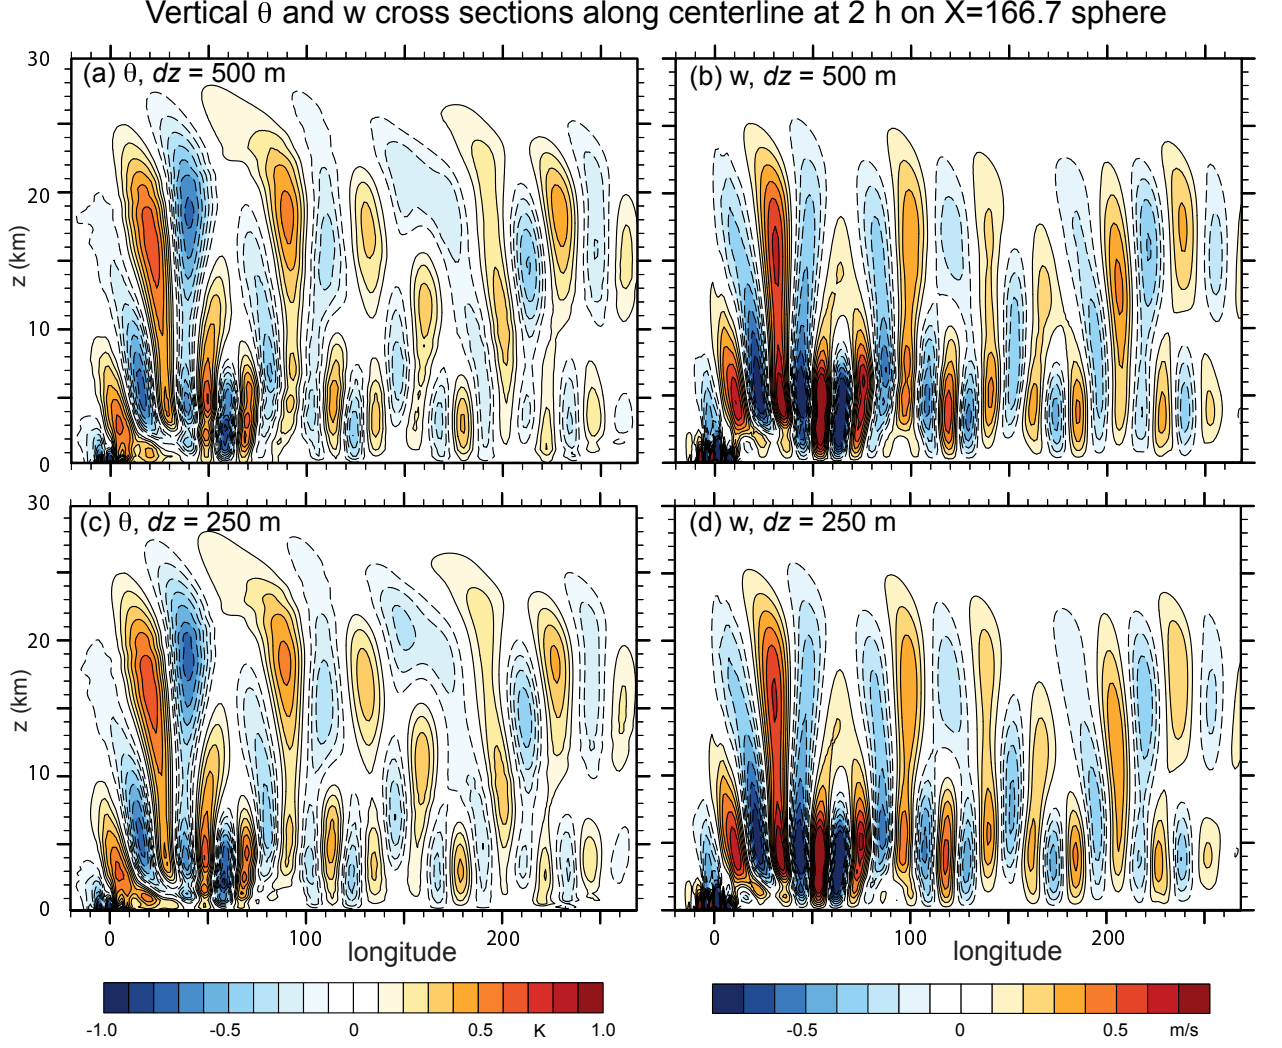 Vertical θ and w cross sections along centerline at 2 h on X=166.7 sphere
(a) θ, dz = 500 m
(b) w, dz = 500 m
30
20
10
0
z (km)
(c) θ, dz = 250 m
(d) w, dz = 250 m
30
20
10
0
z (km)
0 100 200
longitude
0 100 200
longitude
-1.0 -0.5 0 0.5 K 1.0
-0.5 0 0.5 m/s